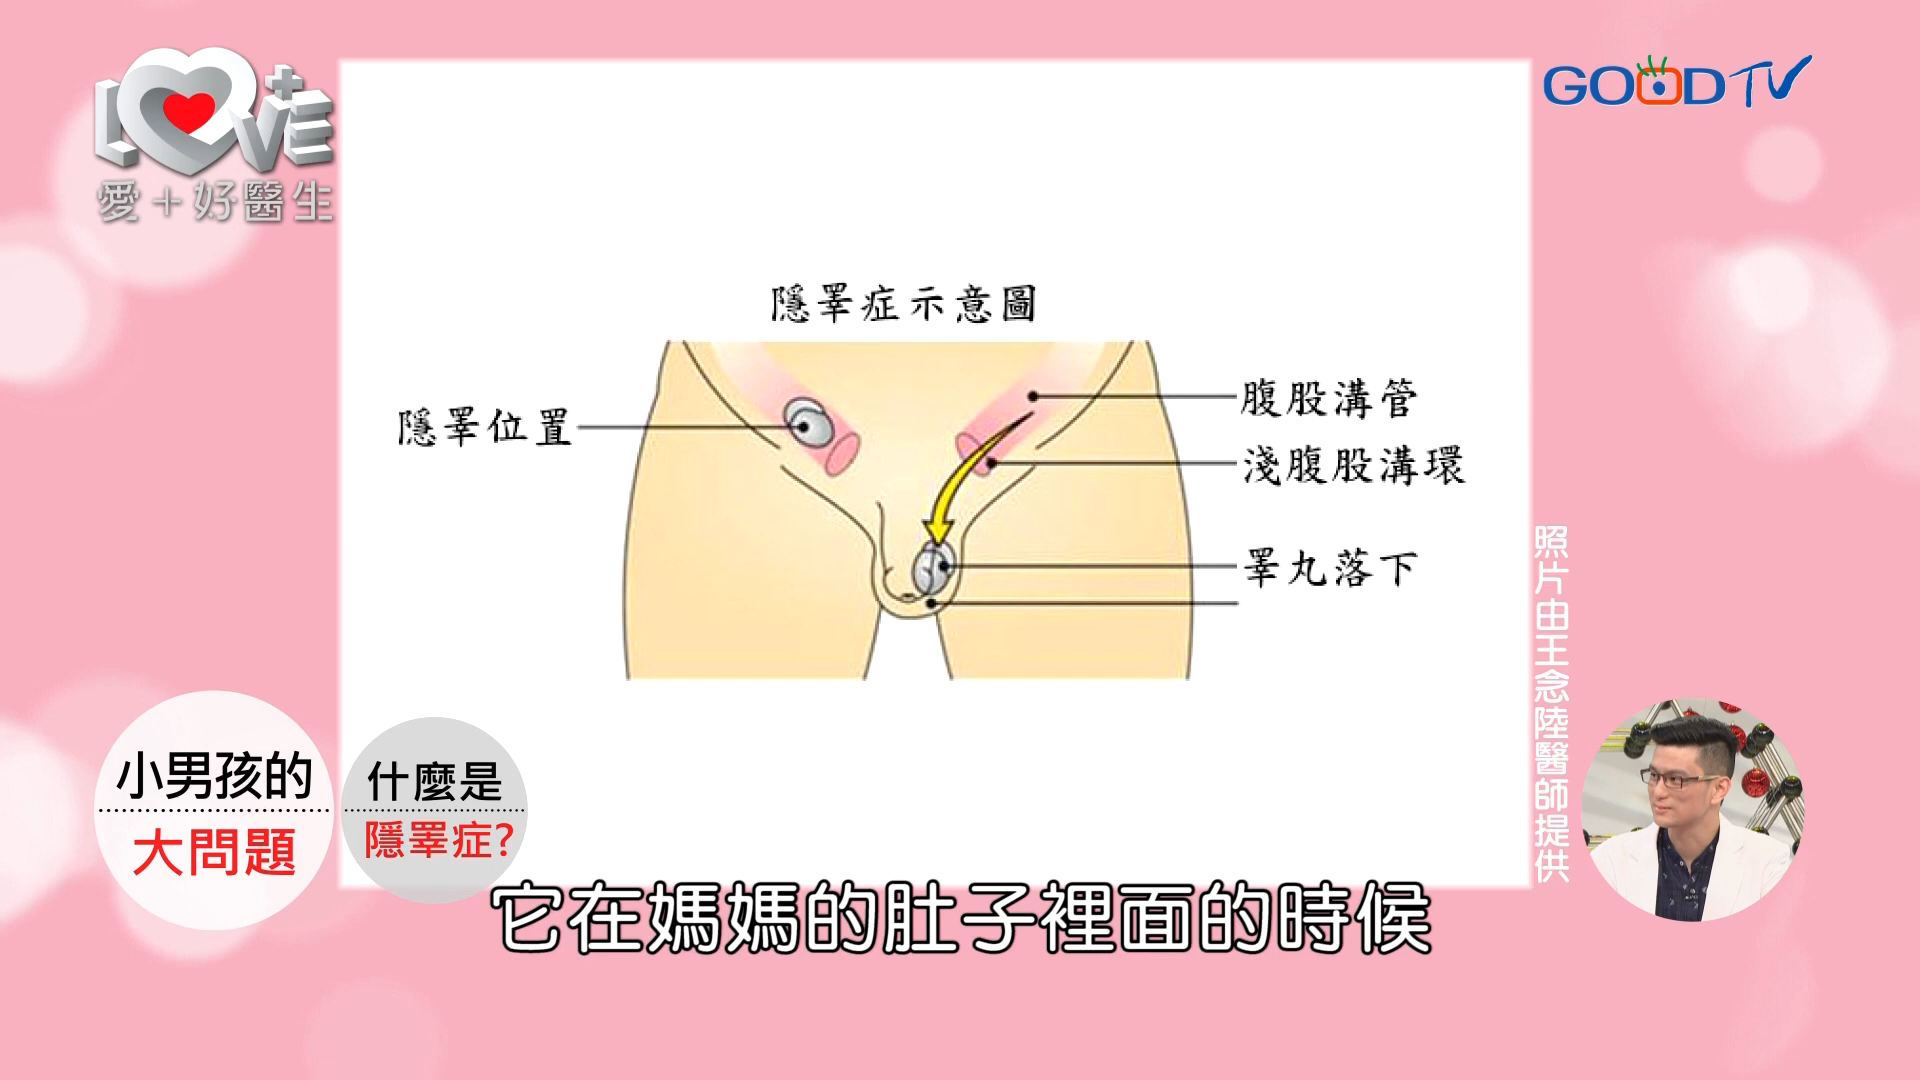 LOVE
愛+好醫生
GOOD TV
隱睪症示意圖
隱睪位置
腹股溝管
淺腹股溝環
睪丸落下
照片由王念陸醫師提供
小男孩的
大問題
什麼是
隱睪症?
它在媽媽的肚子裡面的時候